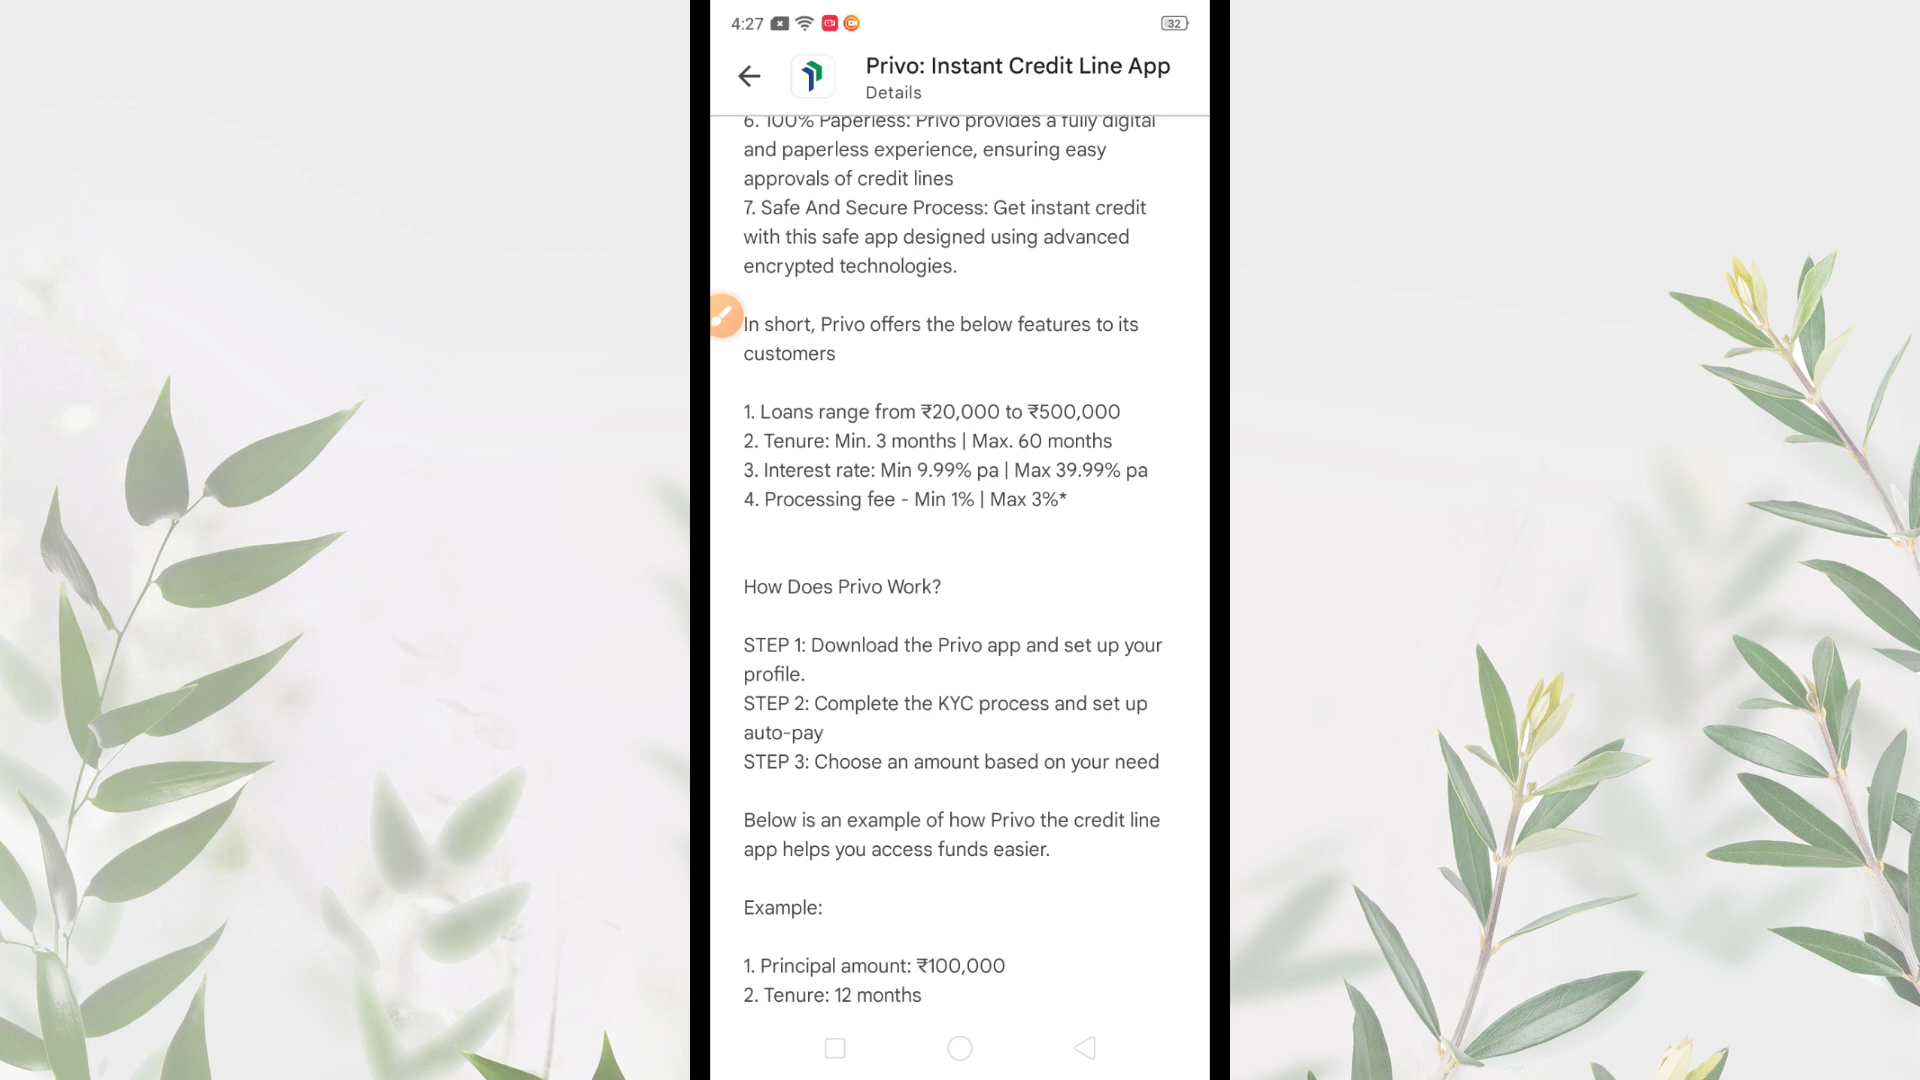 4:27
32
Privo: Instant Credit Line App
Details
6. 100% Paperless: Privo provides a fully digital
and paperless experience, ensuring easy
approvals of credit lines
7. Safe And Secure Process: Get instant credit
with this safe app designed using advanced
encrypted technologies.
In short, Privo offers the below features to its
customers
1. Loans range from ₹20,000 to ₹500,000
2. Tenure: Min. 3 months | Max. 60 months
3. Interest rate: Min 9.99% pa | Max 39.99% pa
4. Processing fee - Min 1% | Max 3%*
How Does Privo Work?
STEP 1: Download the Privo app and set up your
profile.
STEP 2: Complete the KYC process and set up
auto-pay
STEP 3: Choose an amount based on your need
Below is an example of how Privo the credit line
app helps you access funds easier.
Example:
1. Principal amount: ₹100,000
2. Tenure: 12 months